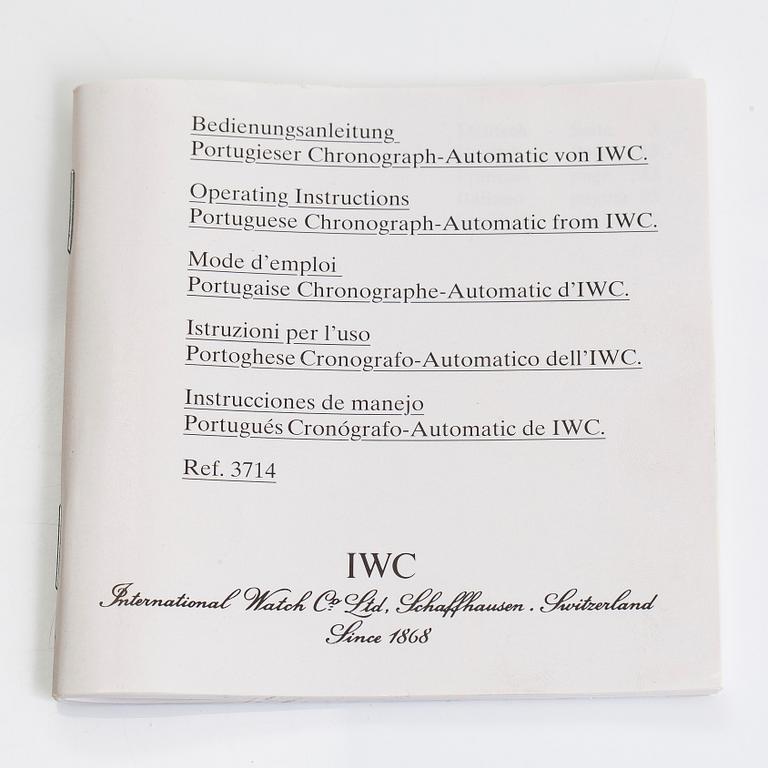 Bedienungsanleitung
Portugieser Chronograph-Automatic von IWC.
Operating Instructions
Portuguese Chronograph-Automatic from IWC.
Mode d'emploi
Portugaise Chronographe-Automatic d'IWC.
Istruzioni per l'uso
Portoghese Cronografo-Automatico dell'IWC.
Instrucciones de manejo
Portugués Cronógrafo-Automatic de IWC.
Ref. 3714
IWC
International Watch Co Ltd, Schaffhausen. Switzerland
Since 1868